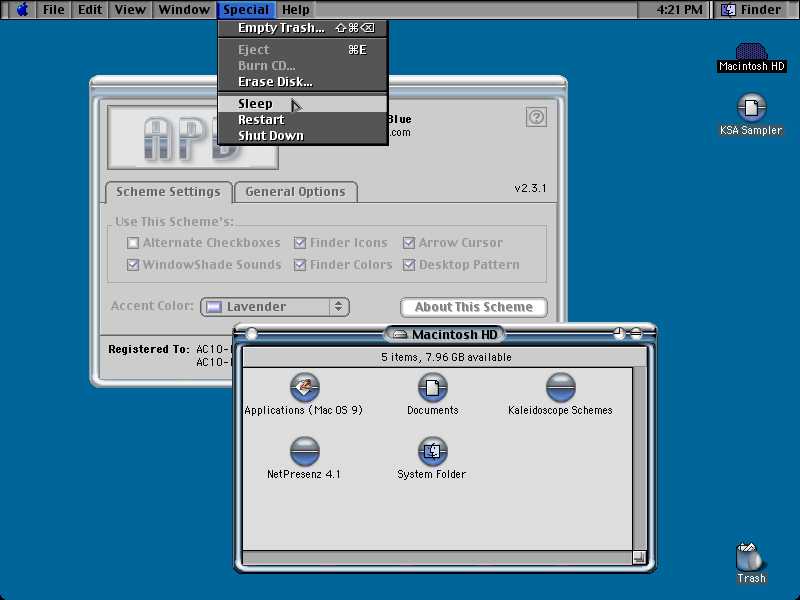 File Edit View Window Special Help 4:21 PM Finder
Empty Trash... ⇧⌘⌫
Eject ⌘E
Burn CD...
Erase Disk...
Sleep
Restart
Shut Down
Macintosh HD
KSA Sampler
APD
Blue
.com
?
Scheme Settings General Options v2.3.1
Use This Scheme's:
Alternate Checkboxes Finder Icons Arrow Cursor
WindowShade Sounds Finder Colors Desktop Pattern
Accent Color: Lavender About This Scheme
Registered To: AC10-
AC10-
Macintosh HD
5 items, 7.96 GB available
Applications (Mac OS 9) Documents Kaleidoscope Schemes
NetPresenz 4.1 System Folder
Trash